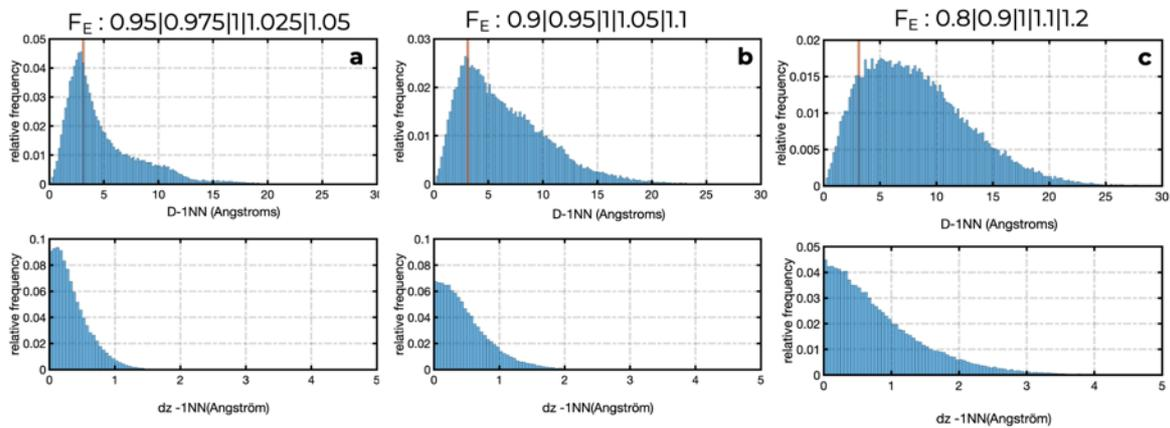 F_E : 0.95|0.975|1|1.025|1.05
F_E : 0.9|0.95|1|1.05|1.1
F_E : 0.8|0.9|1|1.1|1.2
a
0.05
0.04
0.03
0.02
0.01
0
relative frequency
0 5 10 15 20 25 30
D-1NN (Angstroms)
b
0.03
0.02
0.01
0
relative frequency
0 5 10 15 20 25 30
D-1NN (Angstroms)
c
0.02
0.015
0.01
0.005
0
relative frequency
0 5 10 15 20 25 30
D-1NN (Angstroms)
0.1
0.08
0.06
0.04
0.02
0
relative frequency
0 1 2 3 4 5
dz -1NN(Angström)
0.1
0.08
0.06
0.04
0.02
0
relative frequency
0 1 2 3 4 5
dz -1NN(Angström)
0.05
0.04
0.03
0.02
0.01
0
relative frequency
0 1 2 3 4 5
dz -1NN(Angström)